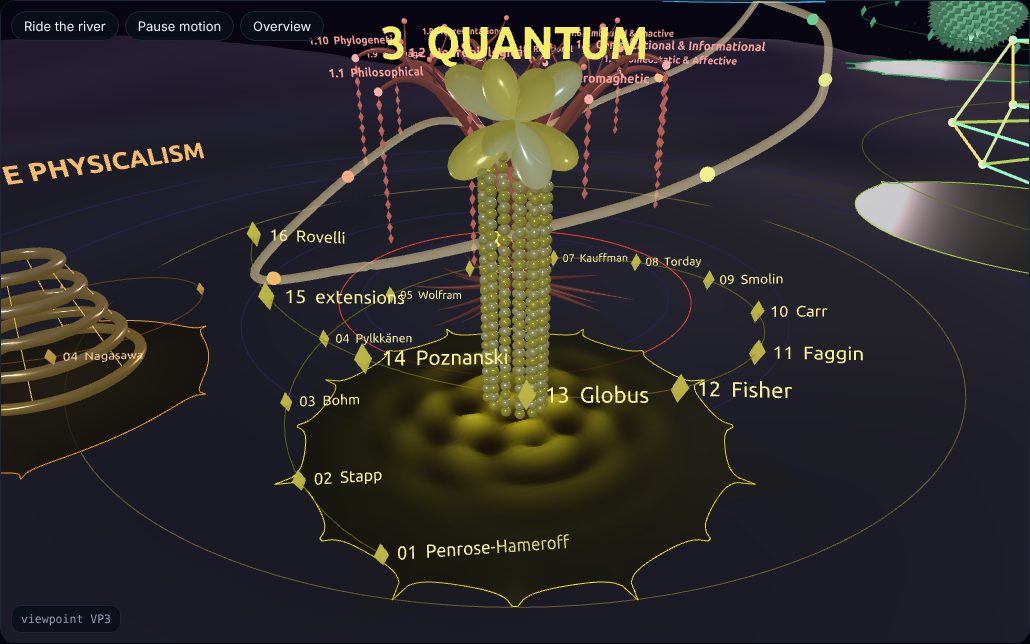 Ride the river
Pause motion
Overview
3 QUANTUM
1.10 Phylogenetic
1.1 Philosophical
E PHYSICALISM
16 Rovelli
15 extensions
05 Wolfram
07 Kauffman
08 Torday
09 Smolin
10 Carr
11 Faggin
04 Pylkkänen
14 Poznanski
04 Nagasawa
13 Globus
12 Fisher
03 Bohm
02 Stapp
01 Penrose-Hameroff
viewpoint VP3